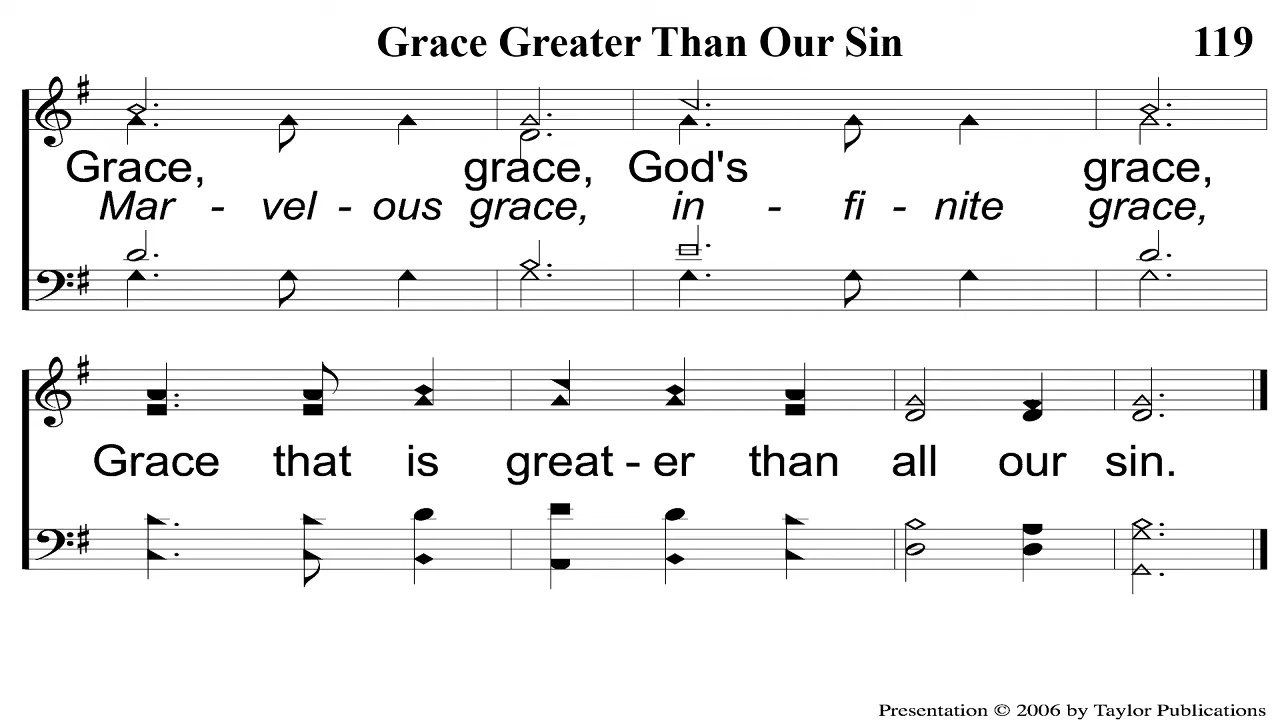 Grace Greater Than Our Sin 119
Grace, grace, God's grace,
Mar - vel - ous grace, in - fi - nite grace,
Grace that is great - er than all our sin.
Presentation © 2006 by Taylor Publications